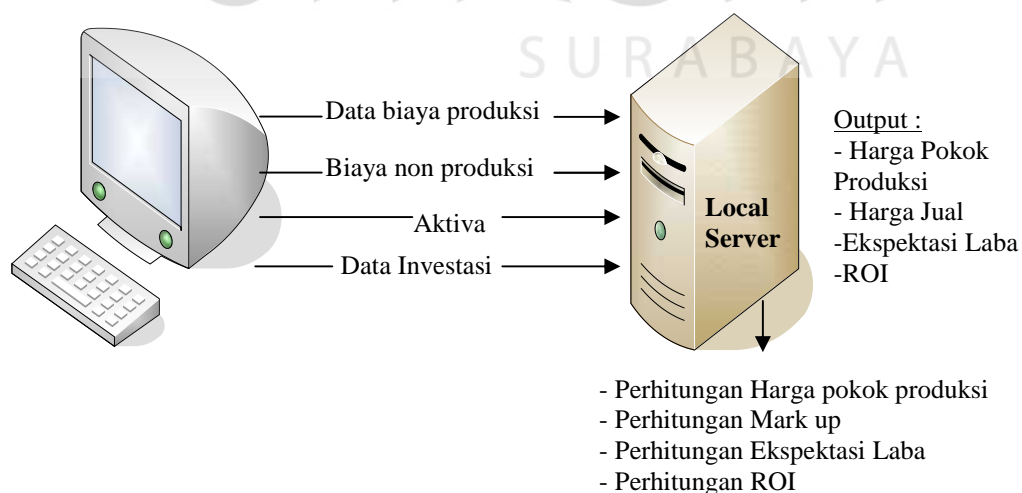 SURABAYA
Data biaya produksi
Biaya non produksi
Aktiva
Data Investasi
Local
Server
Output :
- Harga Pokok
Produksi
- Harga Jual
-Ekspektasi Laba
-ROI
- Perhitungan Harga pokok produksi
- Perhitungan Mark up
- Perhitungan Ekspektasi Laba
- Perhitungan ROI